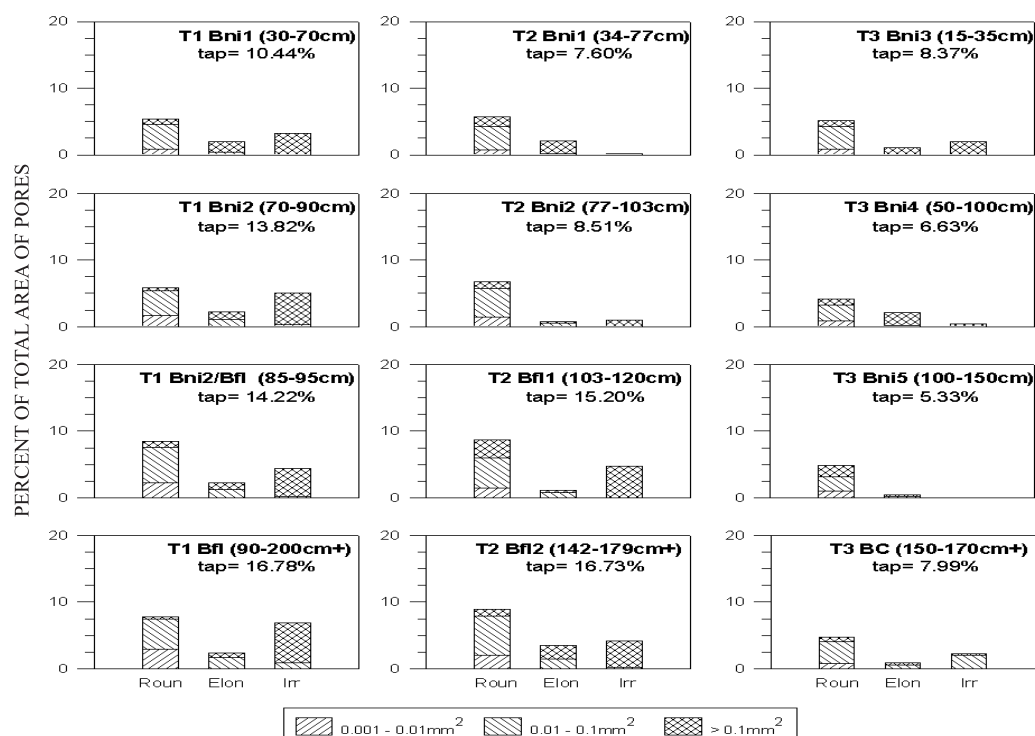 PERCENT OF TOTAL AREA OF PORES
20
10
0
T1 Bni1 (30-70cm)
tap= 10.44%
20
10
0
T2 Bni1 (34-77cm)
tap= 7.60%
20
10
0
T3 Bni3 (15-35cm)
tap= 8.37%
20
10
0
T1 Bni2 (70-90cm)
tap= 13.82%
20
10
0
T2 Bni2 (77-103cm)
tap= 8.51%
20
10
0
T3 Bni4 (50-100cm)
tap= 6.63%
20
10
0
T1 Bni2/Bfl (85-95cm)
tap= 14.22%
20
10
0
T2 Bfl1 (103-120cm)
tap= 15.20%
20
10
0
T3 Bni5 (100-150cm)
tap= 5.33%
20
10
0
T1 Bfl (90-200cm+)
tap= 16.78%
Roun Elon Irr
20
10
0
T2 Bfl2 (142-179cm+)
tap= 16.73%
Roun Elon Irr
20
10
0
T3 BC (150-170cm+)
tap= 7.99%
Roun Elon Irr
0.001 - 0.01mm² 0.01 - 0.1mm² > 0.1mm²